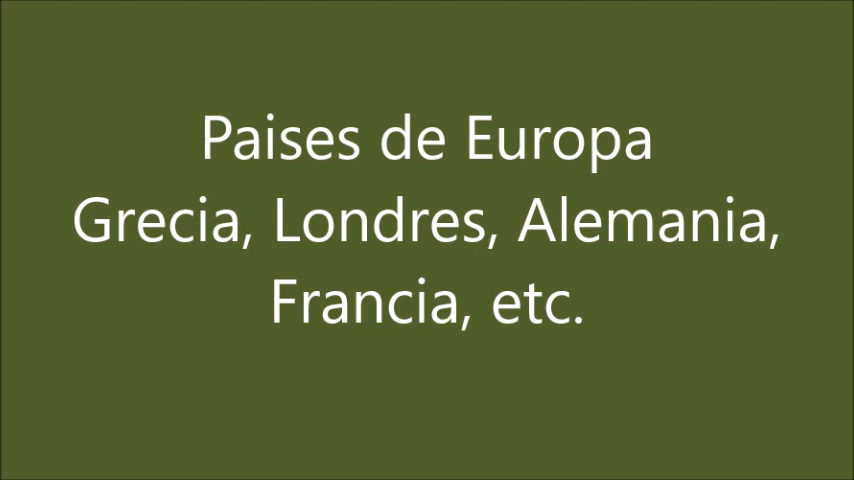 Paises de Europa
Grecia, Londres, Alemania,
Francia, etc.